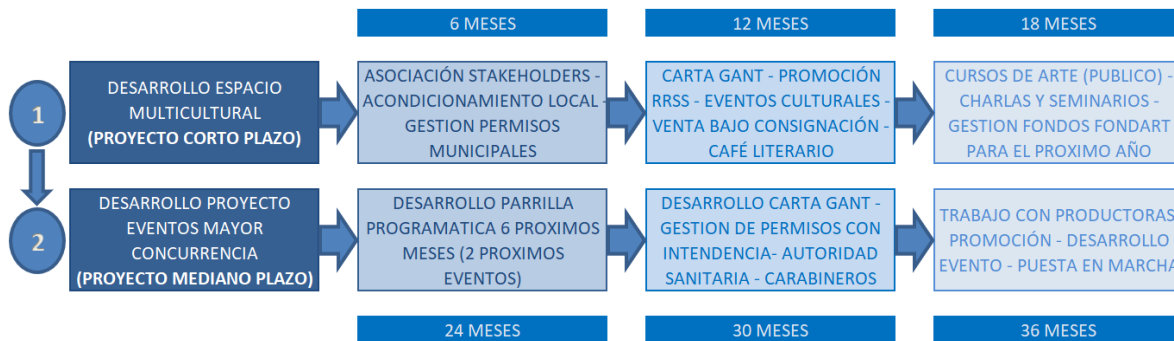 6 MESES
12 MESES
18 MESES
1
DESARROLLO ESPACIO
MULTICULTURAL
(PROYECTO CORTO PLAZO)
ASOCIACIÓN STAKEHOLDERS -
ACONDICIONAMIENTO LOCAL -
GESTION PERMISOS
MUNICIPALES
CARTA GANT - PROMOCIÓN
RRSS - EVENTOS CULTURALES -
VENTA BAJO CONSIGNACIÓN -
CAFÉ LITERARIO
CURSOS DE ARTE (PUBLICO) -
CHARLAS Y SEMINARIOS -
GESTION FONDOS FONDART
PARA EL PROXIMO AÑO
2
DESARROLLO PROYECTO
EVENTOS MAYOR
CONCURRENCIA
(PROYECTO MEDIANO PLAZO)
DESARROLLO PARRILLA
PROGRAMATICA 6 PROXIMOS
MESES (2 PROXIMOS
EVENTOS)
DESARROLLO CARTA GANT -
GESTION DE PERMISOS CON
INTENDENCIA- AUTORIDAD
SANITARIA - CARABINEROS
TRABAJO CON PRODUCTORAS-
PROMOCIÓN - DESARROLLO
EVENTO - PUESTA EN MARCHA
24 MESES
30 MESES
36 MESES